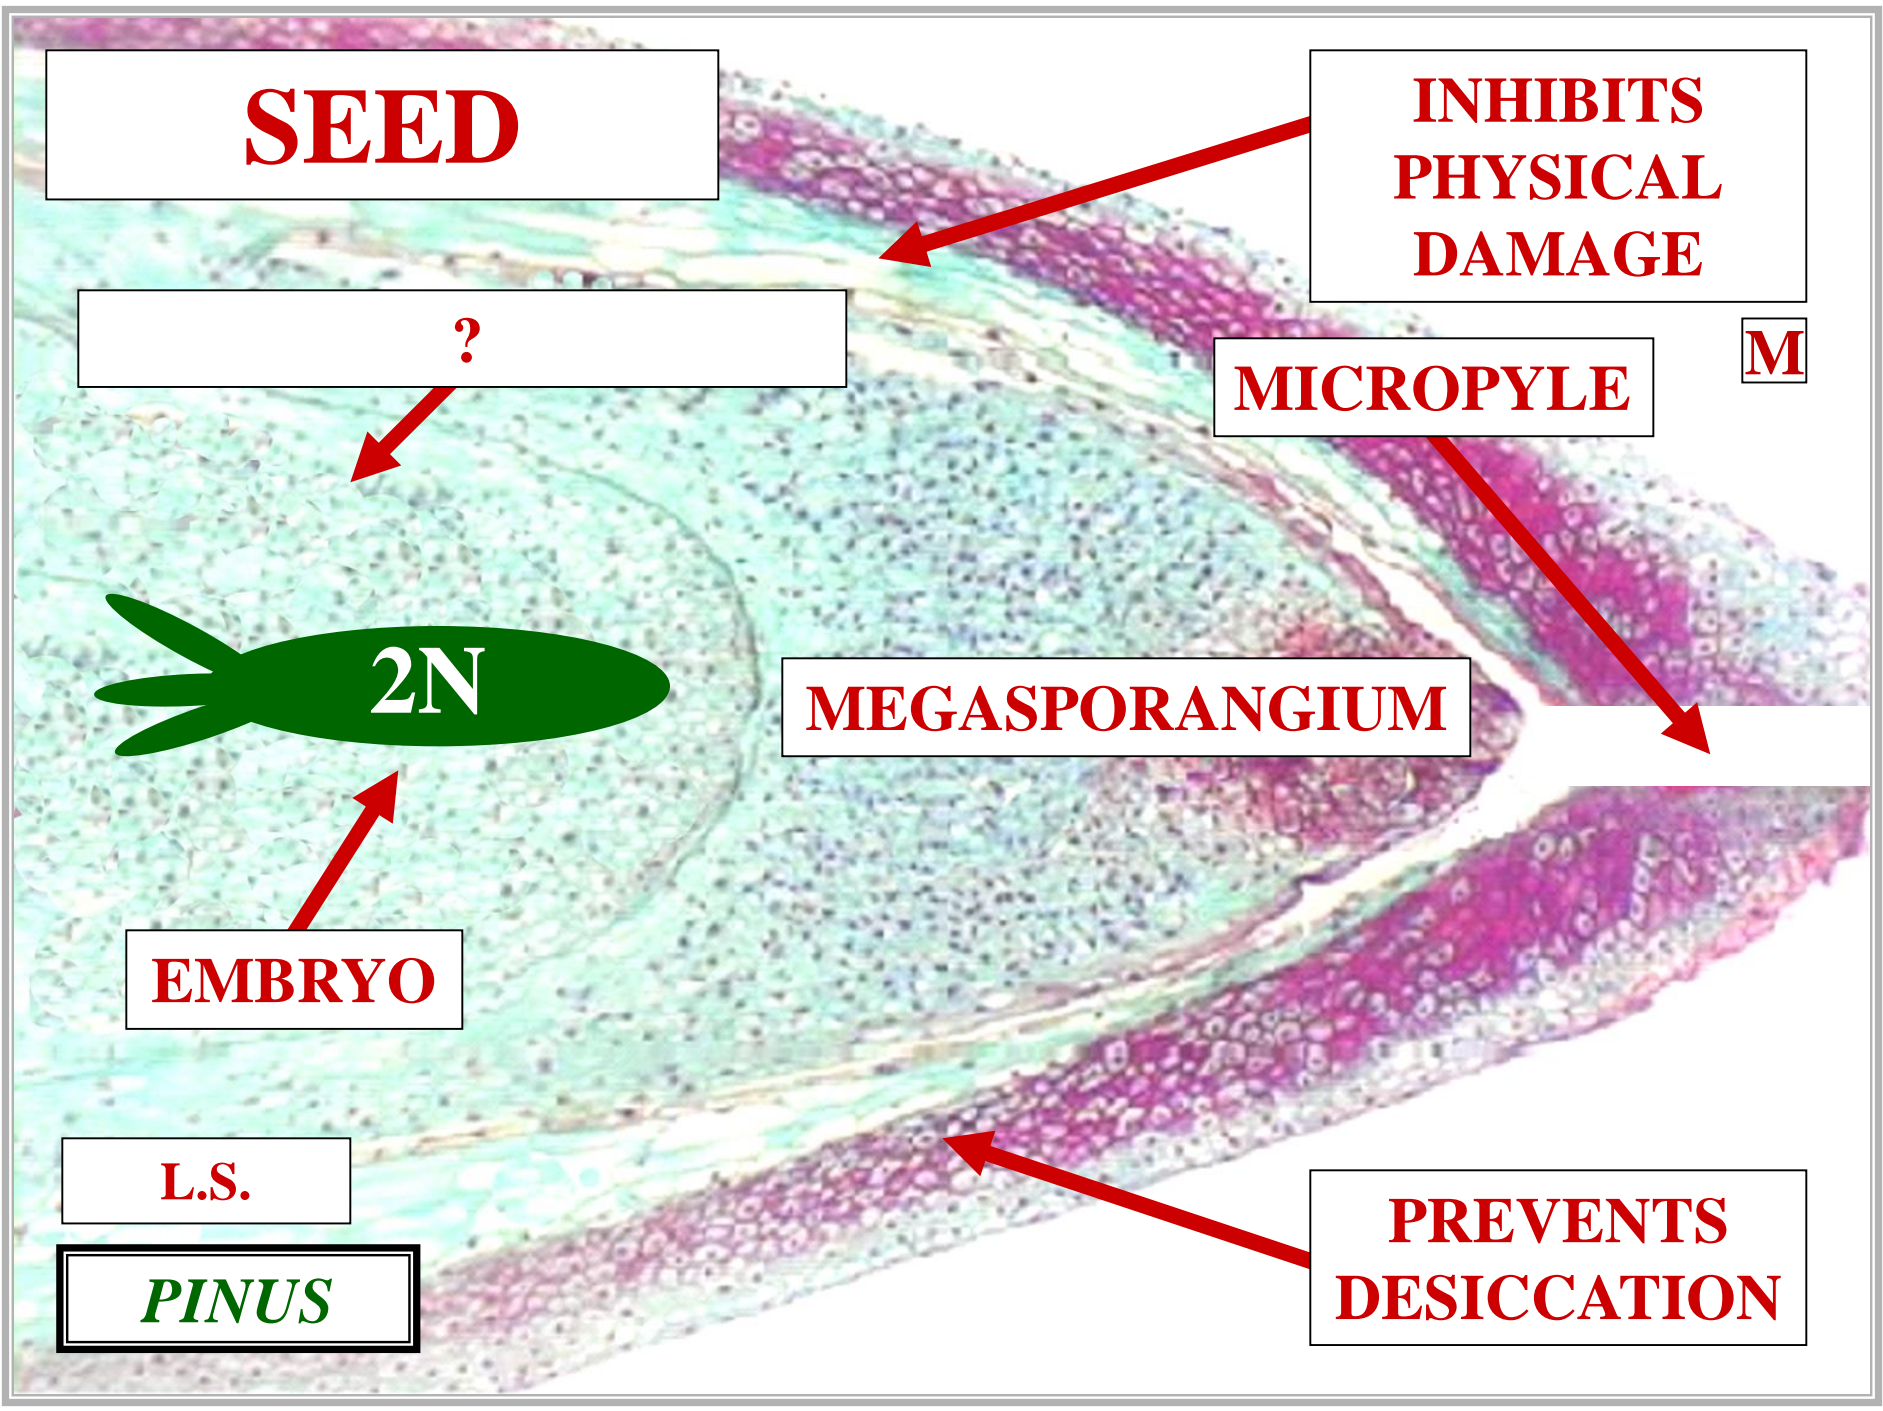 SEED
INHIBITS
PHYSICAL
DAMAGE
?
M
MICROPYLE
2N
MEGASPORANGIUM
EMBRYO
L.S.
PINUS
PREVENTS
DESICCATION